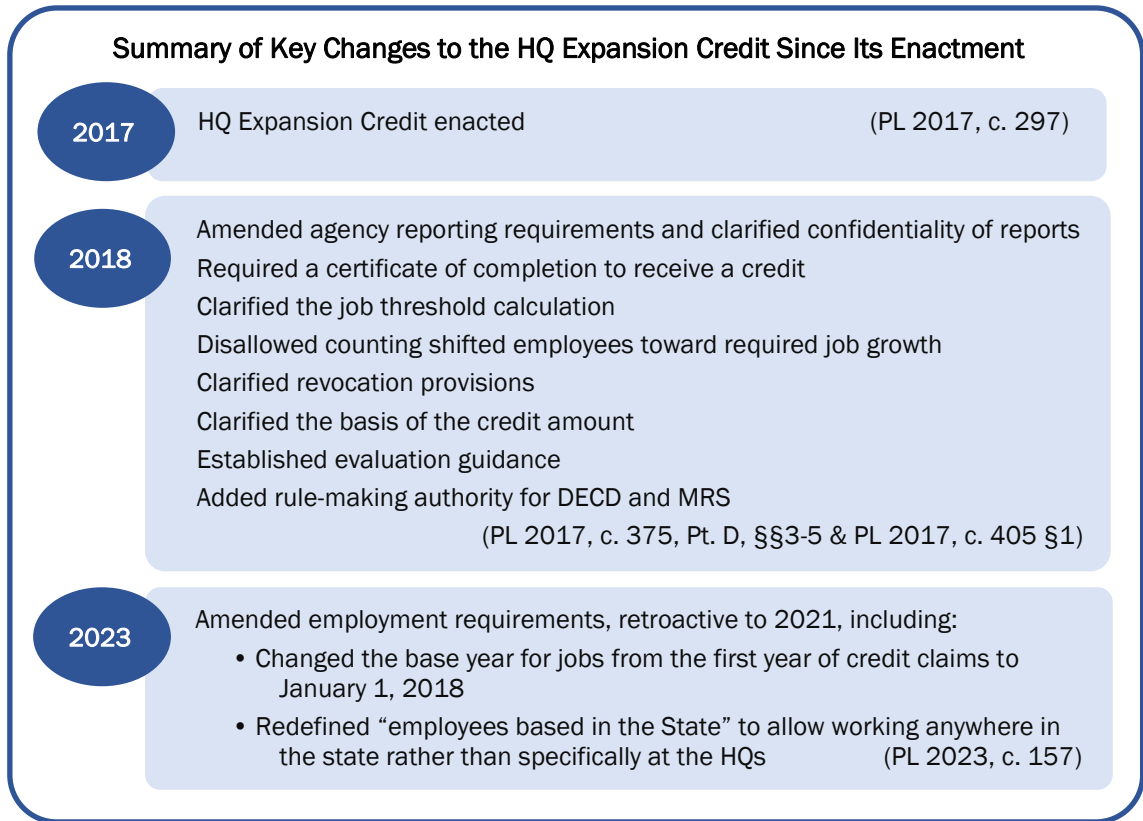 Summary of Key Changes to the HQ Expansion Credit Since Its Enactment
2017
HQ Expansion Credit enacted (PL 2017, c. 297)
2018
Amended agency reporting requirements and clarified confidentiality of reports
Required a certificate of completion to receive a credit
Clarified the job threshold calculation
Disallowed counting shifted employees toward required job growth
Clarified revocation provisions
Clarified the basis of the credit amount
Established evaluation guidance
Added rule-making authority for DECD and MRS
(PL 2017, c. 375, Pt. D, §§3-5 & PL 2017, c. 405 §1)
2023
Amended employment requirements, retroactive to 2021, including:
• Changed the base year for jobs from the first year of credit claims to
January 1, 2018
• Redefined “employees based in the State” to allow working anywhere in
the state rather than specifically at the HQs (PL 2023, c. 157)